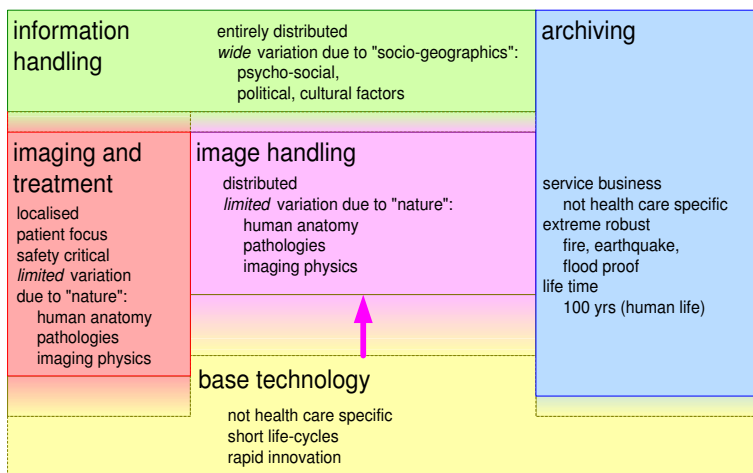 information
handling
entirely distributed
wide variation due to "socio-geographics":
psycho-social,
political, cultural factors
archiving
service business
not health care specific
extreme robust
fire, earthquake,
flood proof
life time
100 yrs (human life)
imaging and
treatment
localised
patient focus
safety critical
limited variation
due to "nature":
human anatomy
pathologies
imaging physics
image handling
distributed
limited variation due to "nature":
human anatomy
pathologies
imaging physics
base technology
not health care specific
short life-cycles
rapid innovation